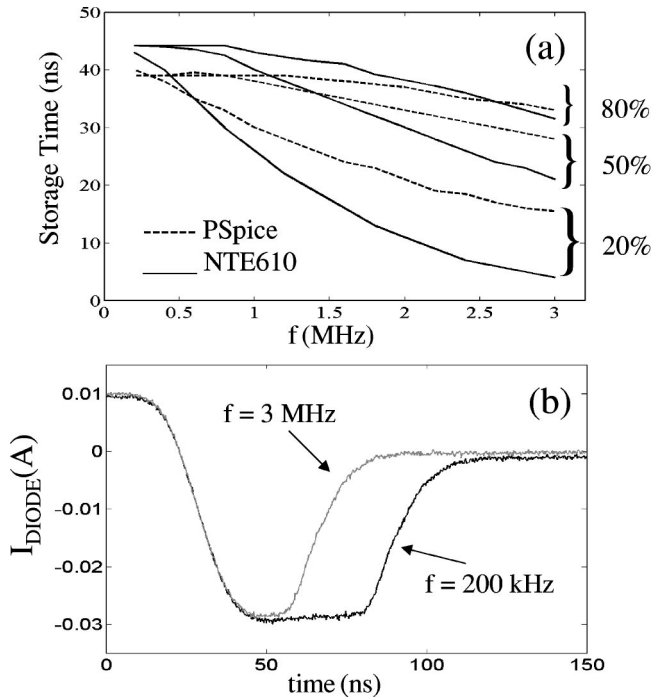 50
40
30
20
10
0
Storage Time (ns)
(a)
80%
50%
20%
PSpice
NTE610
0
0.5
1
1.5
2
2.5
3
f (MHz)
(b)
0.01
0
-0.01
-0.02
-0.03
I_DIODE(A)
f = 3 MHz
f = 200 kHz
0
50
100
150
time (ns)